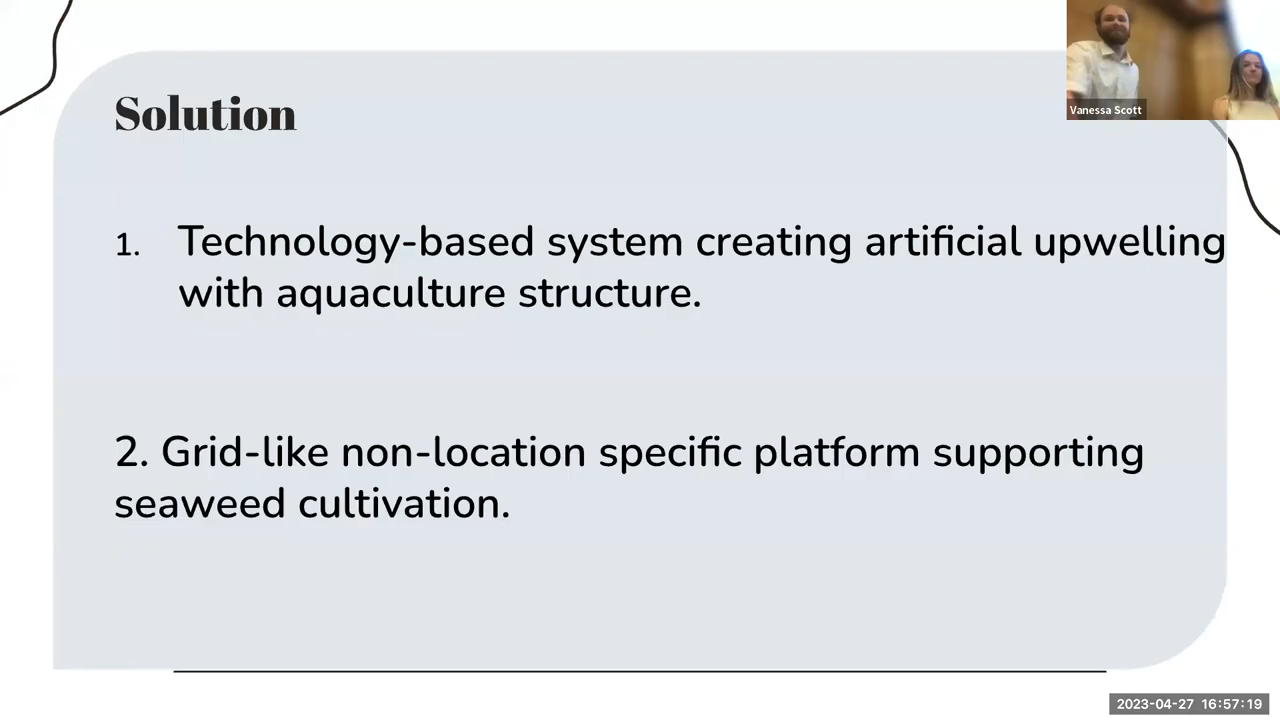 Vanessa Scott
Solution
1. Technology-based system creating artificial upwelling
with aquaculture structure.
2. Grid-like non-location specific platform supporting
seaweed cultivation.
2023-04-27 16:57:19